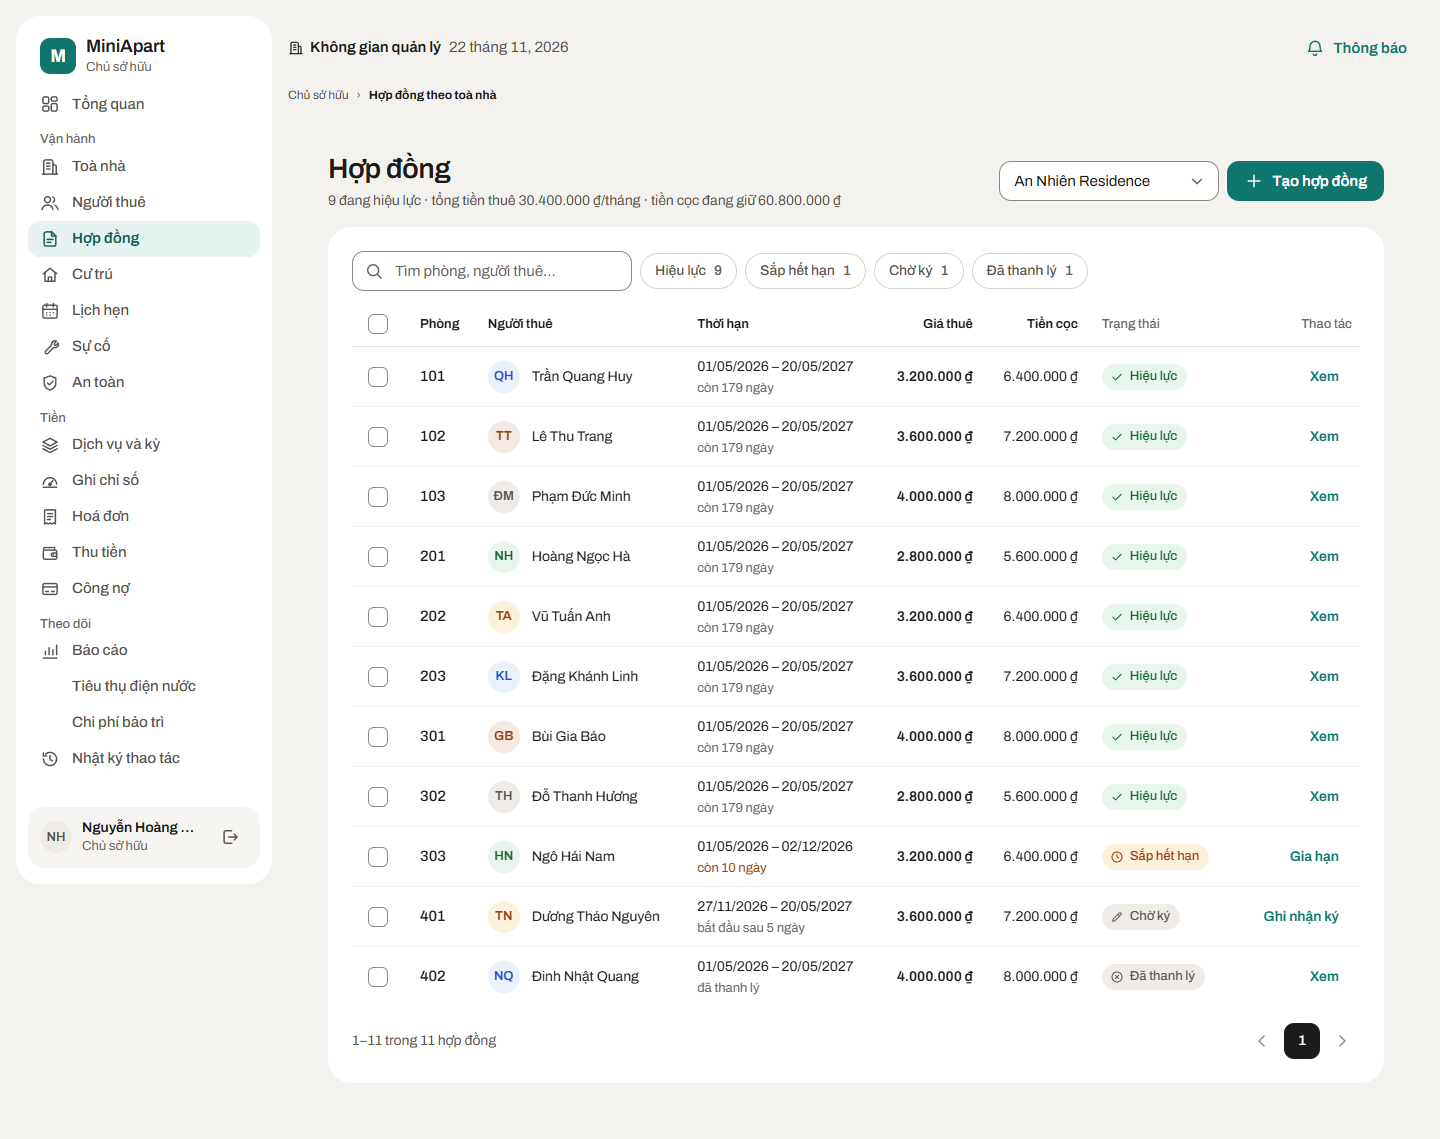 M
MiniApart
Chủ sở hữu
Tổng quan
Vận hành
Toà nhà
Người thuê
Hợp đồng
Cư trú
Lịch hẹn
Sự cố
An toàn
Tiền
Dịch vụ và kỳ
Ghi chỉ số
Hoá đơn
Thu tiền
Công nợ
Theo dõi
Báo cáo
Tiêu thụ điện nước
Chi phí bảo trì
Nhật ký thao tác
NH
Nguyễn Hoàng ...
Chủ sở hữu
Không gian quản lý 22 tháng 11, 2026
Thông báo
Chủ sở hữu › Hợp đồng theo toà nhà
Hợp đồng
9 đang hiệu lực · tổng tiền thuê 30.400.000 ₫/tháng · tiền cọc đang giữ 60.800.000 ₫
An Nhiên Residence
Tạo hợp đồng
Tìm phòng, người thuê...
Hiệu lực 9
Sắp hết hạn 1
Chờ ký 1
Đã thanh lý 1
Phòng Người thuê Thời hạn Giá thuê Tiền cọc Trạng thái Thao tác
101 QH Trần Quang Huy 01/05/2026 – 20/05/2027 3.200.000 ₫ 6.400.000 ₫ Hiệu lực Xem
còn 179 ngày
102 TT Lê Thu Trang 01/05/2026 – 20/05/2027 3.600.000 ₫ 7.200.000 ₫ Hiệu lực Xem
còn 179 ngày
103 ĐM Phạm Đức Minh 01/05/2026 – 20/05/2027 4.000.000 ₫ 8.000.000 ₫ Hiệu lực Xem
còn 179 ngày
201 NH Hoàng Ngọc Hà 01/05/2026 – 20/05/2027 2.800.000 ₫ 5.600.000 ₫ Hiệu lực Xem
còn 179 ngày
202 TA Vũ Tuấn Anh 01/05/2026 – 20/05/2027 3.200.000 ₫ 6.400.000 ₫ Hiệu lực Xem
còn 179 ngày
203 KL Đặng Khánh Linh 01/05/2026 – 20/05/2027 3.600.000 ₫ 7.200.000 ₫ Hiệu lực Xem
còn 179 ngày
301 GB Bùi Gia Bảo 01/05/2026 – 20/05/2027 4.000.000 ₫ 8.000.000 ₫ Hiệu lực Xem
còn 179 ngày
302 TH Đỗ Thanh Hương 01/05/2026 – 20/05/2027 2.800.000 ₫ 5.600.000 ₫ Hiệu lực Xem
còn 179 ngày
303 HN Ngô Hải Nam 01/05/2026 – 02/12/2026 3.200.000 ₫ 6.400.000 ₫ Sắp hết hạn Gia hạn
còn 10 ngày
401 TN Dương Thảo Nguyên 27/11/2026 – 20/05/2027 3.600.000 ₫ 7.200.000 ₫ Chờ ký Ghi nhận ký
bắt đầu sau 5 ngày
402 NQ Đinh Nhật Quang 01/05/2026 – 20/05/2027 4.000.000 ₫ 8.000.000 ₫ Đã thanh lý Xem
đã thanh lý
1–11 trong 11 hợp đồng
1